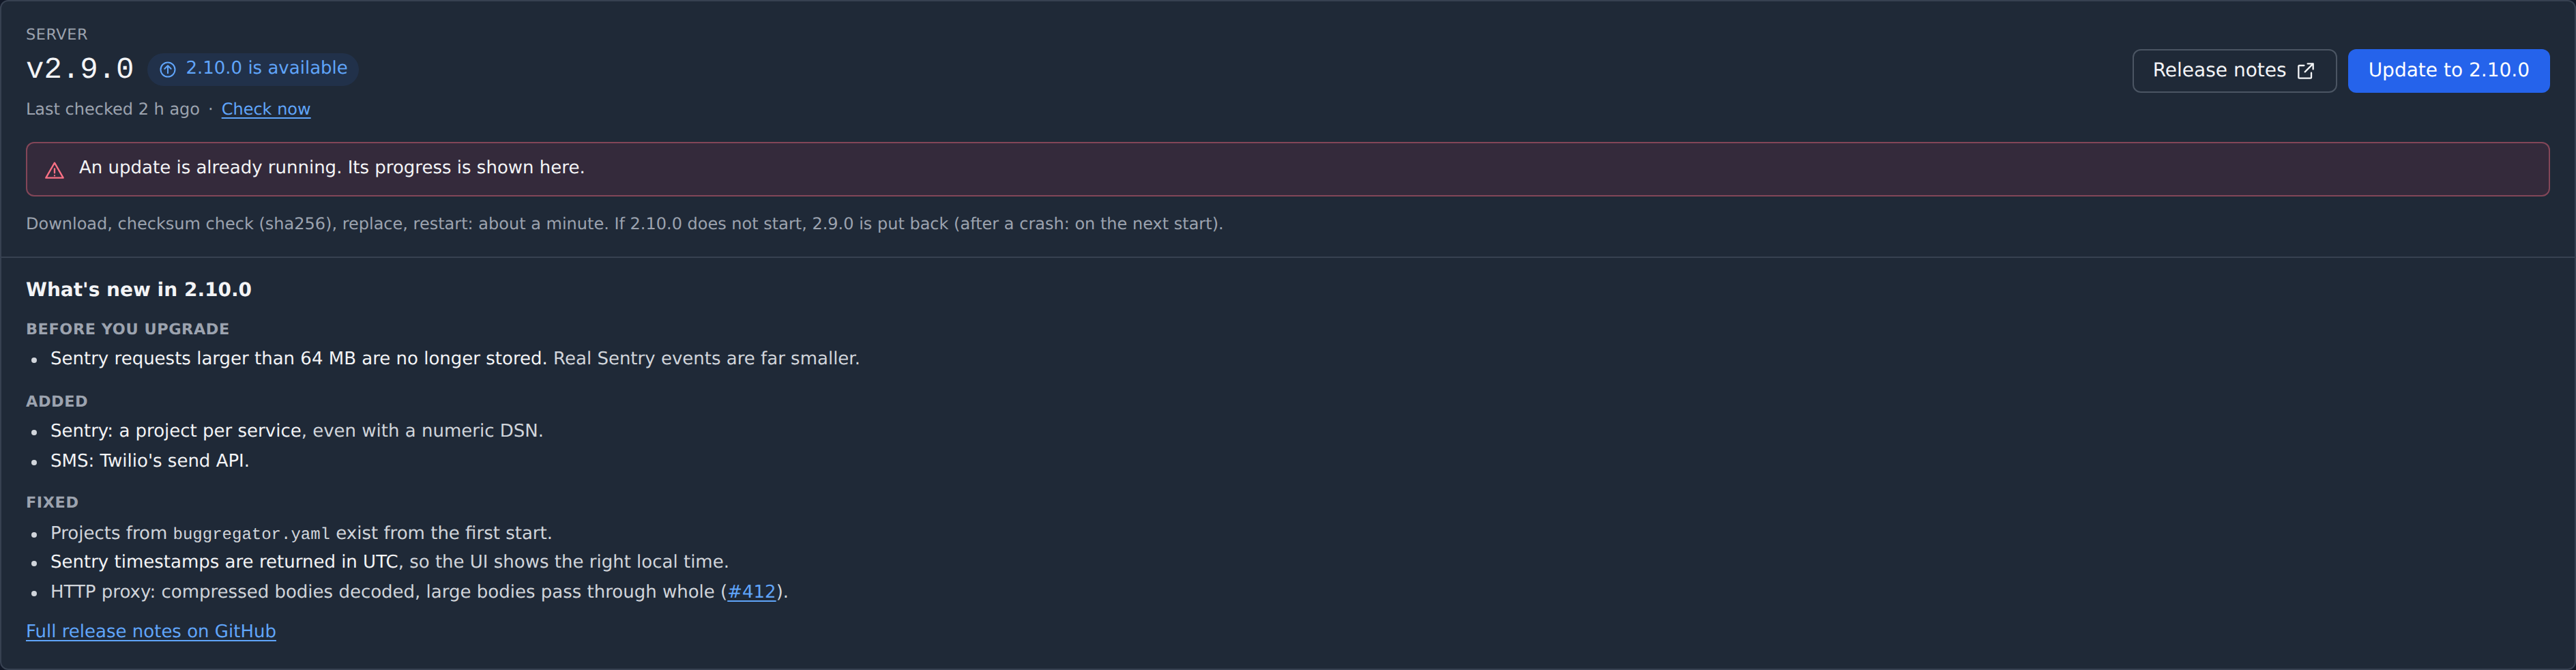 SERVER
v2.9.0 2.10.0 is available
Release notes Update to 2.10.0
Last checked 2 h ago · Check now
An update is already running. Its progress is shown here.
Download, checksum check (sha256), replace, restart: about a minute. If 2.10.0 does not start, 2.9.0 is put back (after a crash: on the next start).
What's new in 2.10.0
BEFORE YOU UPGRADE
• Sentry requests larger than 64 MB are no longer stored. Real Sentry events are far smaller.
ADDED
• Sentry: a project per service, even with a numeric DSN.
• SMS: Twilio's send API.
FIXED
• Projects from buggregator.yaml exist from the first start.
• Sentry timestamps are returned in UTC, so the UI shows the right local time.
• HTTP proxy: compressed bodies decoded, large bodies pass through whole (#412).
Full release notes on GitHub